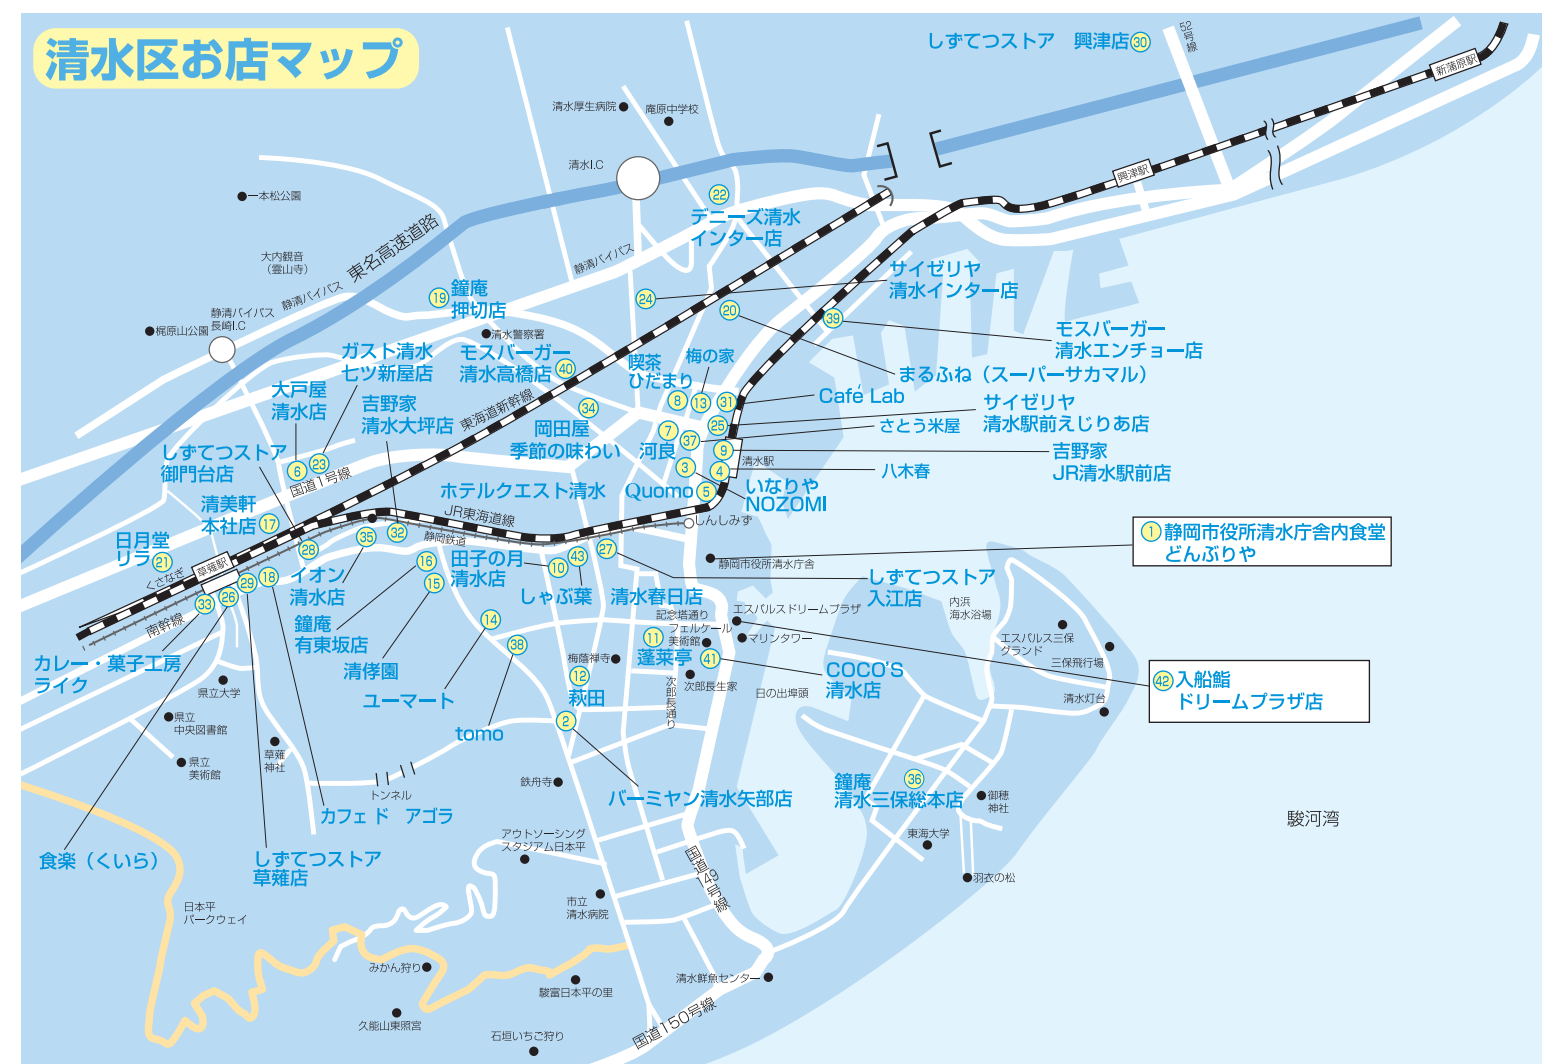 清水区お店マップ
しずてつストア　興津店 30
52号線
新蒲原駅
清水厚生病院
庵原中学校
清水I.C
興津駅
一本松公園
22
デニーズ清水
インター店
東名高速道路
大内観音
（霊山寺）
静清バイパス
静清バイパス
サイゼリヤ
清水インター店
19 鐘庵
押切店
24
20
39
静清バイパス
長崎I.C
梶原山公園
清水警察署
モスバーガー
清水エンチョー店
ガスト清水
七ツ新屋店
モスバーガー
清水高橋店 40
喫茶
ひだまり
梅の家
まるふね（スーパーサカマル）
大戸屋
清水店
吉野家
清水大坪店
東海道新幹線
34
8
13
31
Café Lab
サイゼリヤ
清水駅前えじりあ店
岡田屋
季節の味わい
7
河良
25
37
さとう米屋
しずてつストア
御門台店
6
23
国道1号線
9
清水駅
吉野家
JR清水駅前店
3
4
八木春
ホテルクエスト清水　Quomo 5
いなりや
NOZOMI
清美軒
本社店 17
JR東海道線
しんしみず
日月堂
リラ 21
28
35
32
静岡鉄道
1 静岡市役所清水庁舎内食堂
どんぶりや
静岡市役所清水庁舎
草薙駅
くさなぎ
イオン
清水店
16
15
田子の月
清水店
10
43
27
しゃぶ葉
清水春日店
しずてつストア
入江店
33
26
29
18
南幹線
鐘庵
有東坂店
14
38
記念塔通り
エスパルスドリームプラザ
フェルケール
美術館
マリンタワー
内浜
海水浴場
エスパルス三保
グランド
三保飛行場
カレー・菓子工房
ライク
清侾園
11
蓬莱亭
41
COCO'S
清水店
42 入船鮨
ドリームプラザ店
県立大学
ユーマート
梅蔭禅寺
12
萩田
次郎長生家
次郎長通り
日の出埠頭
清水灯台
県立
中央図書館
tomo
2
県立
美術館
草薙
神社
トンネル
鉄舟寺
バーミヤン清水矢部店
鐘庵
清水三保総本店
36
御穂
神社
駿河湾
カフェ ド　アゴラ
アウトソーシング
スタジアム日本平
東海大学
食楽（くいら）
しずてつストア
草薙店
国道149号線
羽衣の松
日本平
パークウェイ
市立
清水病院
みかん狩り
駿富日本平の里
清水鮮魚センター
久能山東照宮
石垣いちご狩り
国道150号線